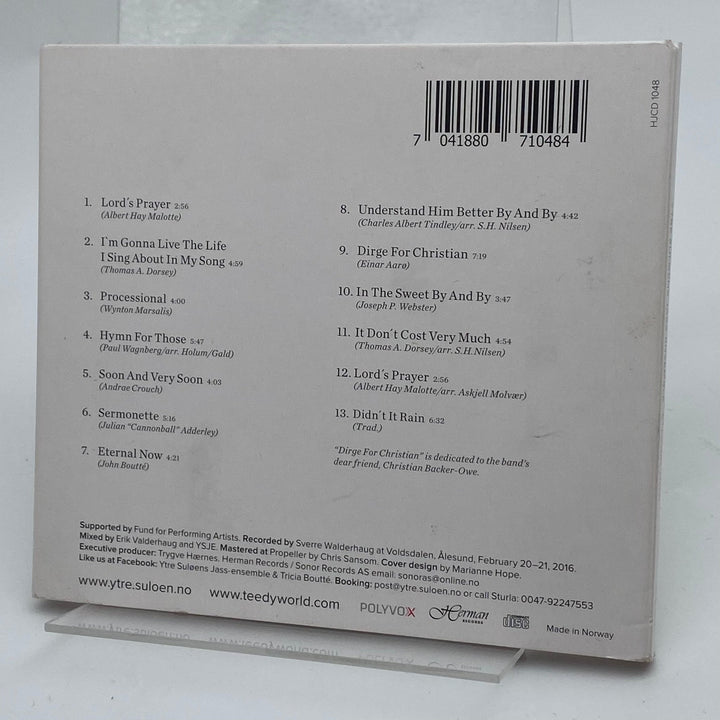 7 041880 710484
HJCD 1048
1. Lord´s Prayer 2:56
(Albert Hay Malotte)
2. I´m Gonna Live The Life
I Sing About In My Song 4:59
(Thomas A. Dorsey)
3. Processional 4:00
(Wynton Marsalis)
4. Hymn For Those 5:47
(Paul Wagnberg/arr. Holum/Gald)
5. Soon And Very Soon 4:03
(Andrae Crouch)
6. Sermonette 5:16
(Julian “Cannonball” Adderley)
7. Eternal Now 4:21
(John Boutté)
8. Understand Him Better By And By 4:42
(Charles Albert Tindley/arr. S.H. Nilsen)
9. Dirge For Christian 7:19
(Einar Aarø)
10. In The Sweet By And By 3:47
(Joseph P. Webster)
11. It Don´t Cost Very Much 4:54
(Thomas A. Dorsey/arr. S.H.Nilsen)
12. Lord´s Prayer 2:56
(Albert Hay Malotte/arr. Askjell Molvær)
13. Didn´t It Rain 6:32
(Trad.)
“Dirge For Christian” is dedicated to the band’s
dear friend, Christian Backer-Owe.
Supported by Fund for Performing Artists. Recorded by Sverre Walderhaug at Voldsdalen, Ålesund, February 20–21, 2016.
Mixed by Erik Valderhaug and YSJE. Mastered at Propeller by Chris Sansom. Cover design by Marianne Hope.
Executive producer: Trygve Hærnes. Herman Records / Sonor Records AS email: sonoras@online.no
Like us at Facebook: Ytre Suløens Jass-ensemble & Tricia Boutté. Booking: post@ytre.suloen.no or call Sturla: 0047-92247553
www.ytre.suloen.no www.teedyworld.com POLYVOX Herman RECORDS disc Made in Norway